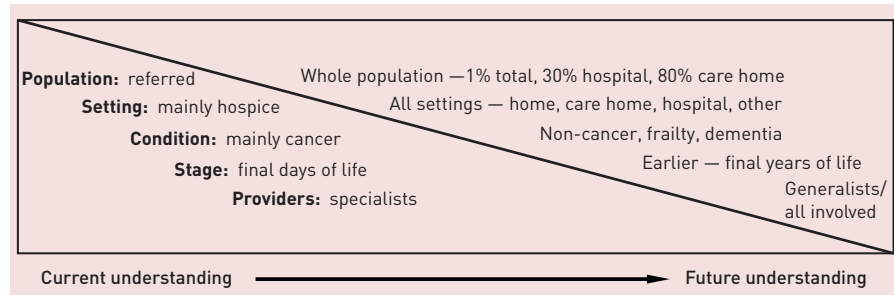 Population: referred
Whole population —1% total, 30% hospital, 80% care home
Setting: mainly hospice
All settings — home, care home, hospital, other
Condition: mainly cancer
Non-cancer, frailty, dementia
Stage: final days of life
Earlier — final years of life
Providers: specialists
Generalists/
all involved
Current understanding
Future understanding